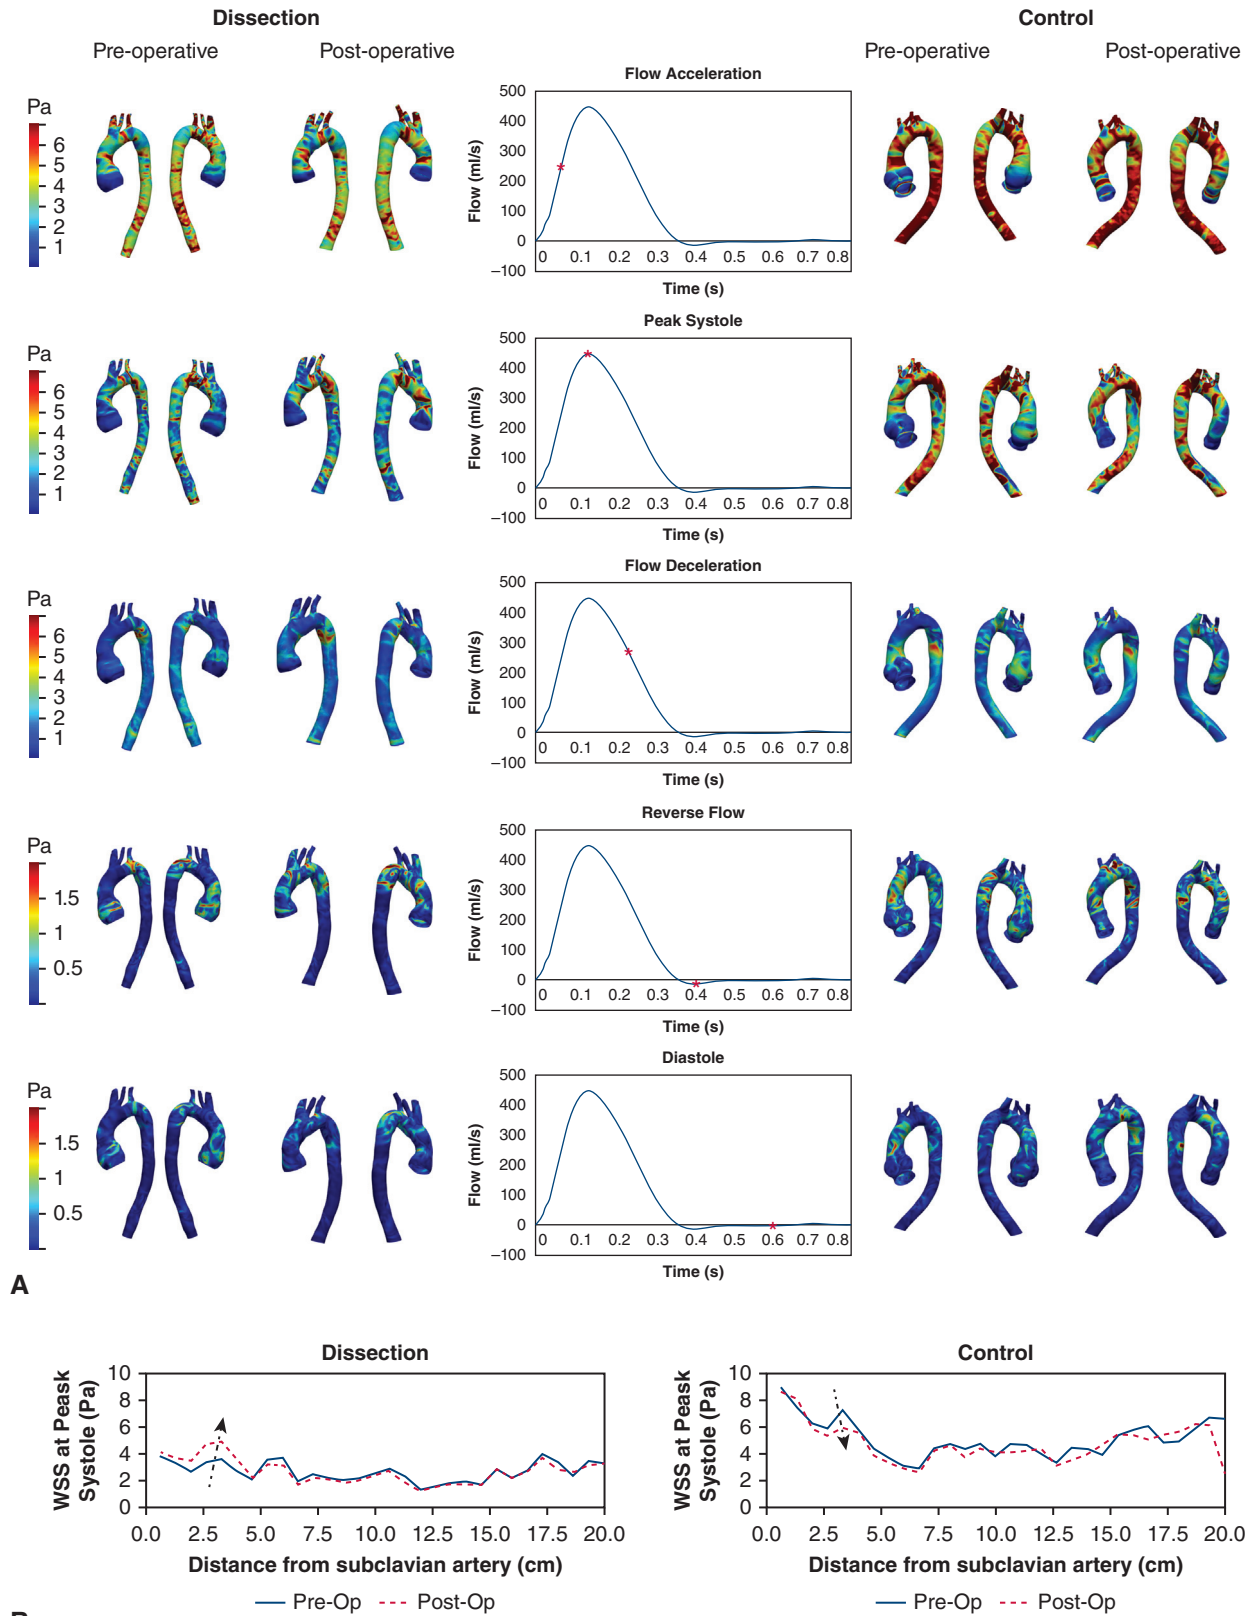 Dissection
Control
Pre-operative
Post-operative
Pre-operative
Post-operative
Flow Acceleration
Pa
6
5
4
3
2
1
500
400
300
200
100
0
–100
Flow (ml/s)
0 0.1 0.2 0.3 0.4 0.5 0.6 0.7 0.8
Time (s)
Peak Systole
Pa
6
5
4
3
2
1
500
400
300
200
100
0
–100
Flow (ml/s)
0 0.1 0.2 0.3 0.4 0.5 0.6 0.7 0.8
Time (s)
Flow Deceleration
Pa
6
5
4
3
2
1
500
400
300
200
100
0
–100
Flow (ml/s)
0 0.1 0.2 0.3 0.4 0.5 0.6 0.7 0.8
Time (s)
Reverse Flow
Pa
1.5
1
0.5
500
400
300
200
100
0
–100
Flow (ml/s)
0 0.1 0.2 0.3 0.4 0.5 0.6 0.7 0.8
Time (s)
Diastole
Pa
1.5
1
0.5
500
400
300
200
100
0
–100
Flow (ml/s)
0 0.1 0.2 0.3 0.4 0.5 0.6 0.7 0.8
Time (s)
A
Dissection
WSS at Peask
Systole (Pa)
10
8
6
4
2
0
0.0 2.5 5.0 7.5 10.0 12.5 15.0 17.5 20.0
Distance from subclavian artery (cm)
Pre-Op Post-Op
Control
WSS at Peask
Systole (Pa)
10
8
6
4
2
0
0.0 2.5 5.0 7.5 10.0 12.5 15.0 17.5 20.0
Distance from subclavian artery (cm)
Pre-Op Post-Op